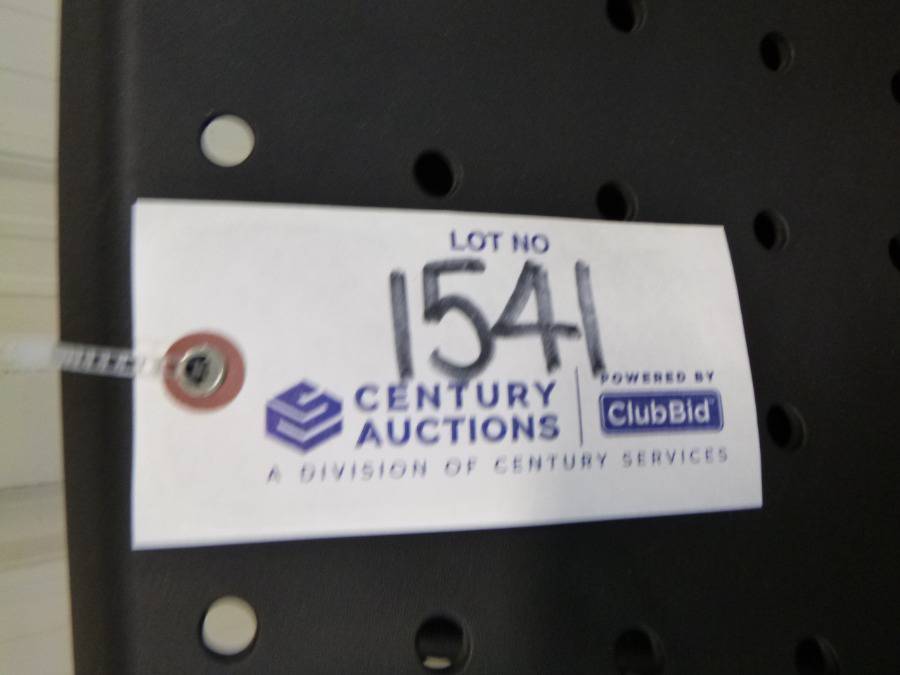 LOT NO
1541
CENTURY
AUCTIONS
POWERED BY
ClubBid
A DIVISION OF CENTURY SERVICES